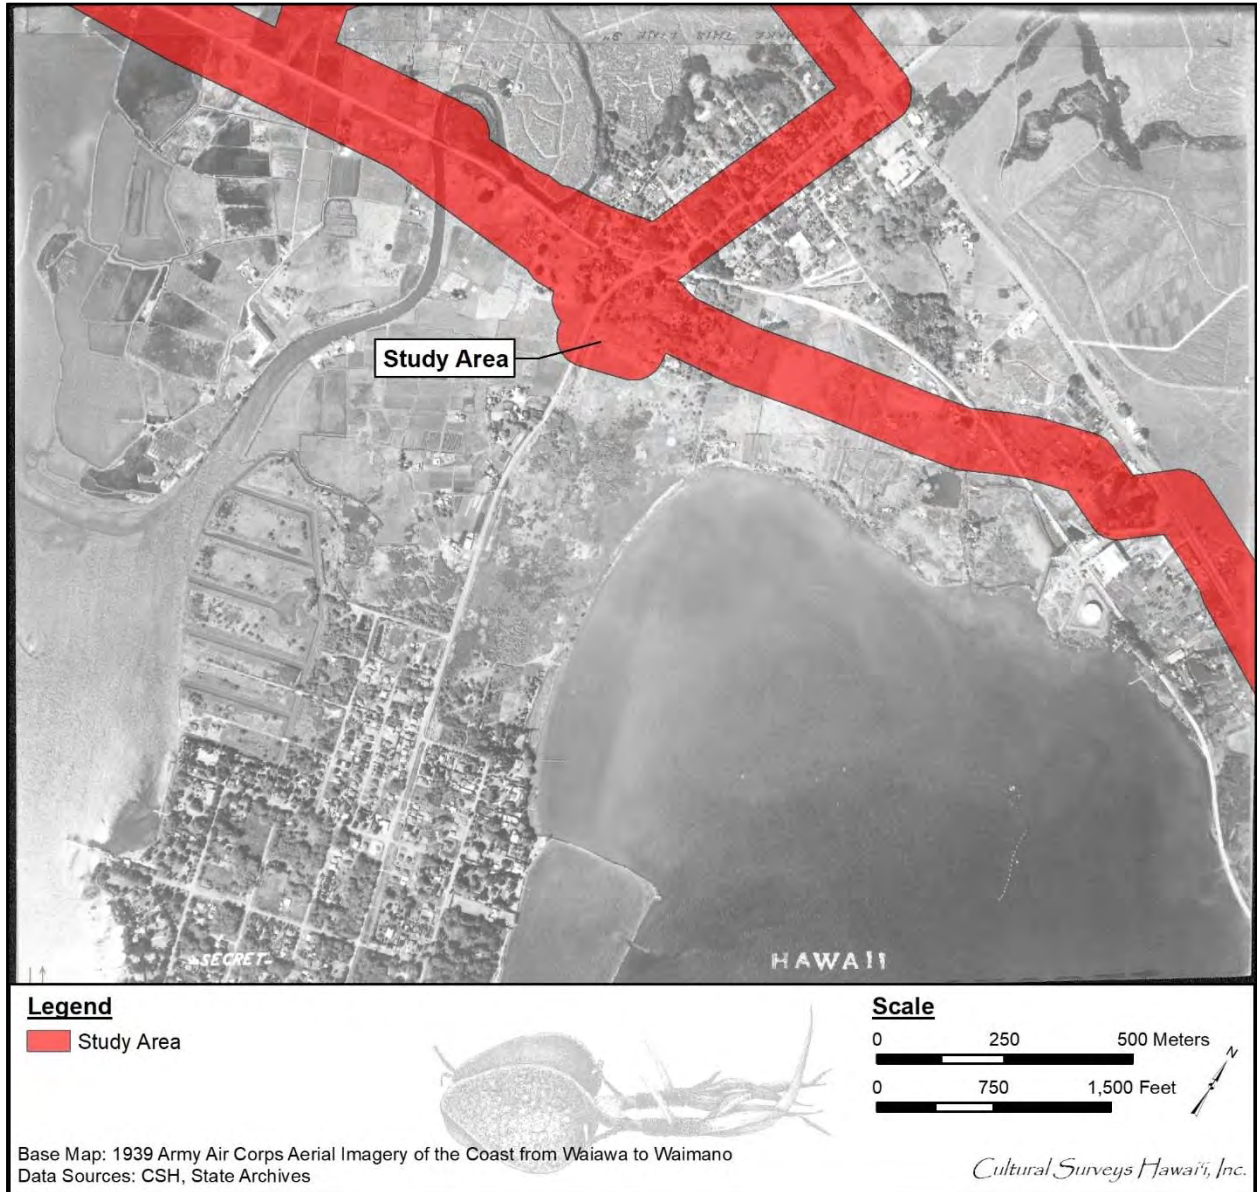 Study Area
SECRET
HAWAII
Legend
Study Area
Scale
0 250 500 Meters
0 750 1,500 Feet
N
Base Map: 1939 Army Air Corps Aerial Imagery of the Coast from Waiawa to Waimano
Data Sources: CSH, State Archives
Cultural Surveys Hawai‘i, Inc.